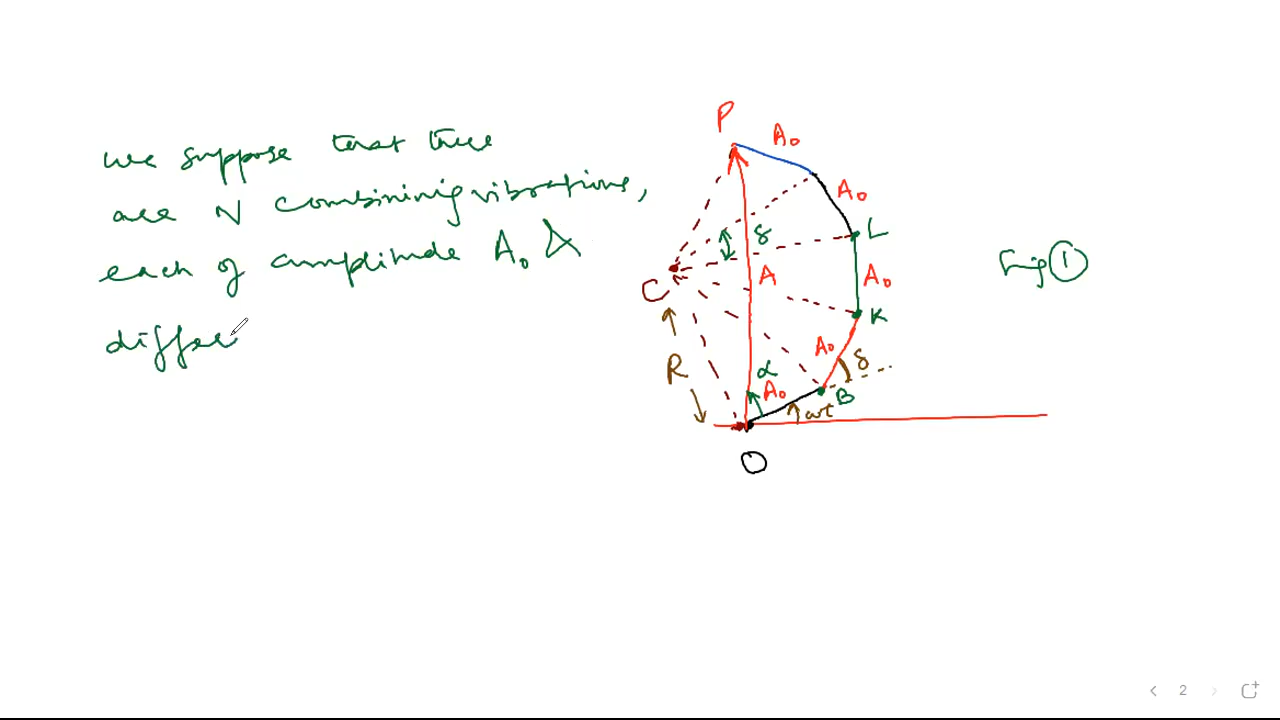 we suppose that there
are N combining vibrations,
each of amplitude A₀ &
differ
P
A₀
A₀
δ
L
C
A
A₀
K
Fig ①
R
A₀
δ
α
A₀
B
ωt
O
2